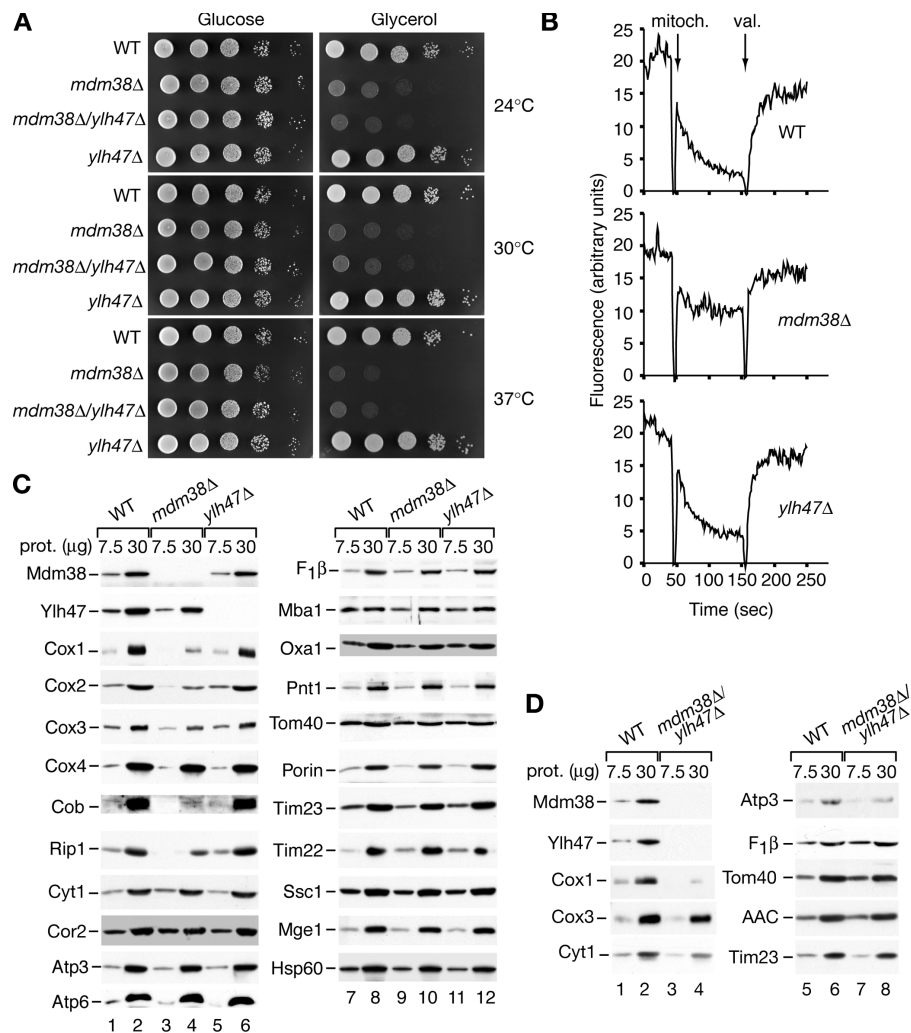 A
Glucose Glycerol
WT
mdm38Δ
mdm38Δ/ylh47Δ
ylh47Δ
24°C
WT
mdm38Δ
mdm38Δ/ylh47Δ
ylh47Δ
30°C
WT
mdm38Δ
mdm38Δ/ylh47Δ
ylh47Δ
37°C
B
mitoch. val.
25
20
15
10
5
0
WT
25
20
15
10
5
0
mdm38Δ
25
20
15
10
5
0
ylh47Δ
Fluorescence (arbitrary units)
0 50 100 150 200 250
Time (sec)
C
WT mdm38Δ ylh47Δ
prot. (μg) 7.5 30 7.5 30 7.5 30
Mdm38
Ylh47
Cox1
Cox2
Cox3
Cox4
Cob
Rip1
Cyt1
Cor2
Atp3
Atp6
1 2 3 4 5 6
WT mdm38Δ ylh47Δ
7.5 30 7.5 30 7.5 30
F1β
Mba1
Oxa1
Pnt1
Tom40
Porin
Tim23
Tim22
Ssc1
Mge1
Hsp60
7 8 9 10 11 12
D
WT mdm38Δ/
ylh47Δ
prot. (μg) 7.5 30 7.5 30
Mdm38
Ylh47
Cox1
Cox3
Cyt1
1 2 3 4
WT mdm38Δ/
ylh47Δ
7.5 30 7.5 30
Atp3
F1β
Tom40
AAC
Tim23
5 6 7 8